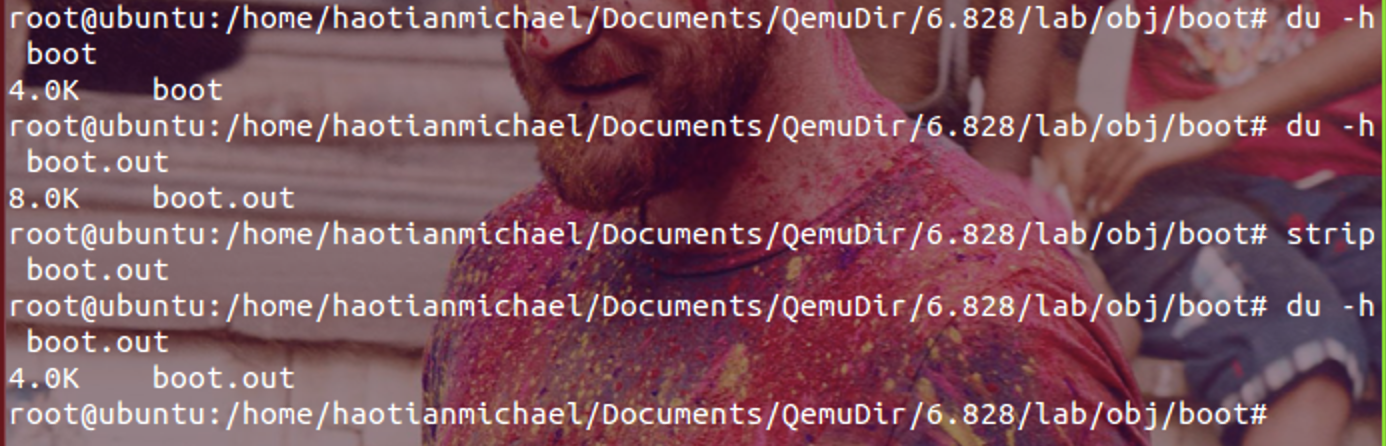 root@ubuntu:/home/haotianmichael/Documents/QemuDir/6.828/lab/obj/boot# du -h
 boot
4.0K    boot
root@ubuntu:/home/haotianmichael/Documents/QemuDir/6.828/lab/obj/boot# du -h
 boot.out
8.0K    boot.out
root@ubuntu:/home/haotianmichael/Documents/QemuDir/6.828/lab/obj/boot# strip
 boot.out
root@ubuntu:/home/haotianmichael/Documents/QemuDir/6.828/lab/obj/boot# du -h
 boot.out
4.0K    boot.out
root@ubuntu:/home/haotianmichael/Documents/QemuDir/6.828/lab/obj/boot#